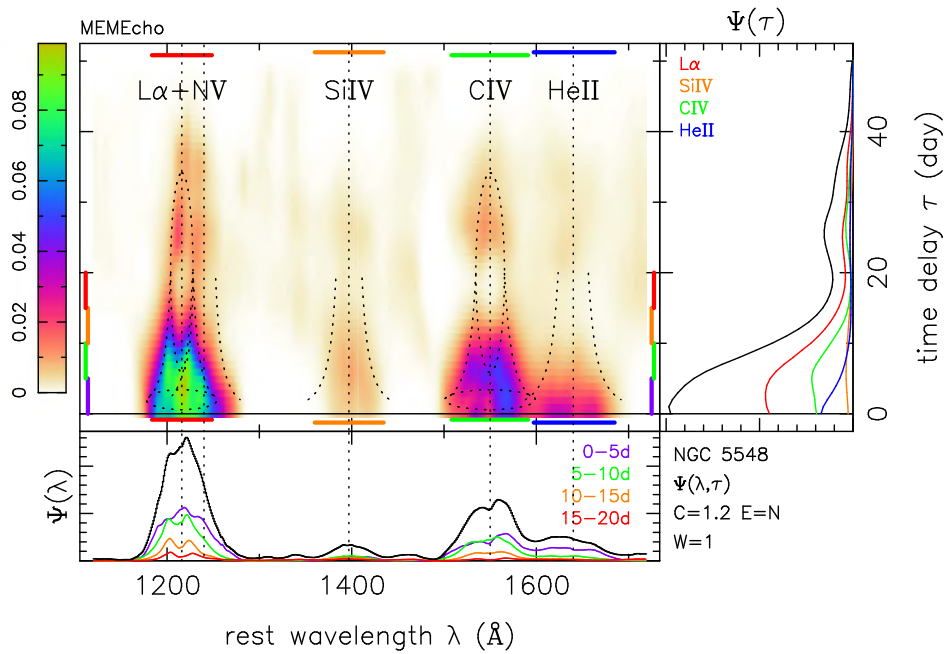 MEMEcho
Ψ(τ)
Lα+NV
SiIV
CIV
HeII
Lα
SiIV
CIV
HeII
0
0.02
0.04
0.06
0.08
0
20
40
time delay τ (day)
Ψ(λ)
0–5d
5–10d
10–15d
15–20d
NGC 5548
Ψ(λ,τ)
C=1.2 E=N
W=1
1200
1400
1600
rest wavelength λ (Å)